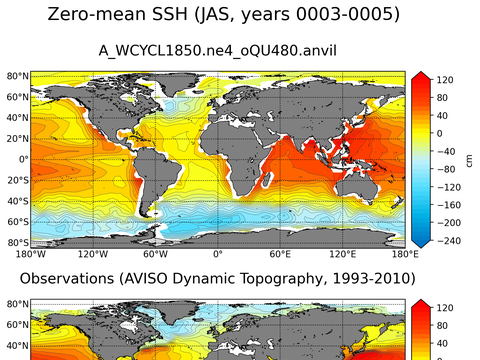 Zero-mean SSH (JAS, years 0003-0005)
A_WCYCL1850.ne4_oQU480.anvil
80°N
60°N
40°N
20°N
0°
20°S
40°S
60°S
80°S
180°W 120°W 60°W 0° 60°E 120°E 180°E
120
80
40
0
−40
−80
−120
−160
−200
−240
cm
Observations (AVISO Dynamic Topography, 1993-2010)
80°N
60°N
40°N
120
80
40
0